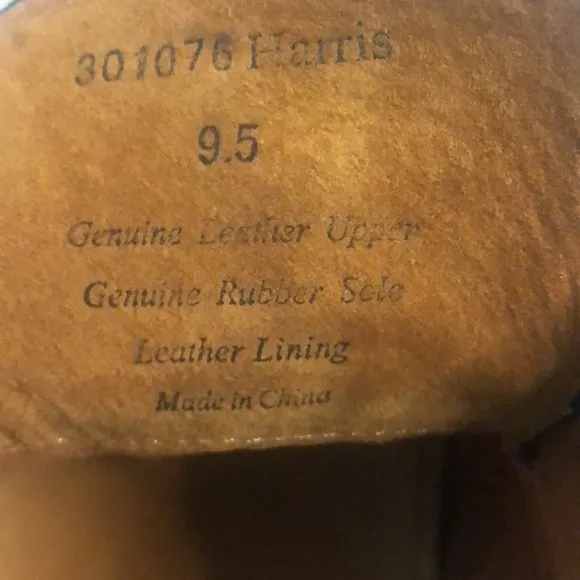 301076 Harris
9.5
Genuine Leather Upper
Genuine Rubber Sole
Leather Lining
Made in China